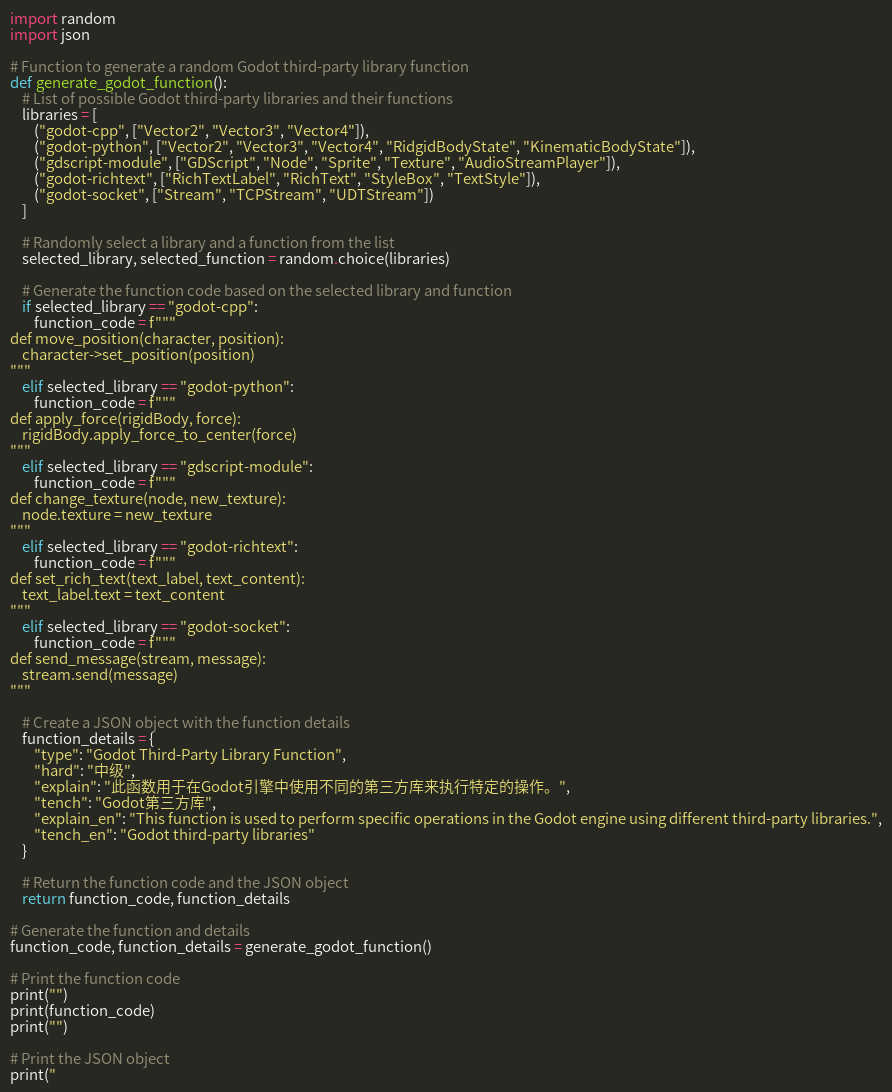 import random
import json
# Function to generate a random Godot third-party library function
def generate_godot_function():
    # List of possible Godot third-party libraries and their functions
    libraries = [
        ("godot-cpp", ["Vector2", "Vector3", "Vector4"]),
        ("godot-python", ["Vector2", "Vector3", "Vector4", "RidgidBodyState", "KinematicBodyState"]),
        ("gdscript-module", ["GDScript", "Node", "Sprite", "Texture", "AudioStreamPlayer"]),
        ("godot-richtext", ["RichTextLabel", "RichText", "StyleBox", "TextStyle"]),
        ("godot-socket", ["Stream", "TCPStream", "UDTStream"])
    ]
    # Randomly select a library and a function from the list
    selected_library, selected_function = random.choice(libraries)
    # Generate the function code based on the selected library and function
    if selected_library == "godot-cpp":
        function_code = f"""
def move_position(character, position):
    character->set_position(position)
"""
    elif selected_library == "godot-python":
        function_code = f"""
def apply_force(rigidBody, force):
    rigidBody.apply_force_to_center(force)
"""
    elif selected_library == "gdscript-module":
        function_code = f"""
def change_texture(node, new_texture):
    node.texture = new_texture
"""
    elif selected_library == "godot-richtext":
        function_code = f"""
def set_rich_text(text_label, text_content):
    text_label.text = text_content
"""
    elif selected_library == "godot-socket":
        function_code = f"""
def send_message(stream, message):
    stream.send(message)
"""
    # Create a JSON object with the function details
    function_details = {
        "type": "Godot Third-Party Library Function",
        "hard": "中级",
        "explain": "此函数用于在Godot引擎中使用不同的第三方库来执行特定的操作。",
        "tench": "Godot第三方库",
        "explain_en": "This function is used to perform specific operations in the Godot engine using different third-party libraries.",
        "tench_en": "Godot third-party libraries"
    }
    # Return the function code and the JSON object
    return function_code, function_details
# Generate the function and details
function_code, function_details = generate_godot_function()
# Print the function code
print("")
print(function_code)
print("")
# Print the JSON object
print("